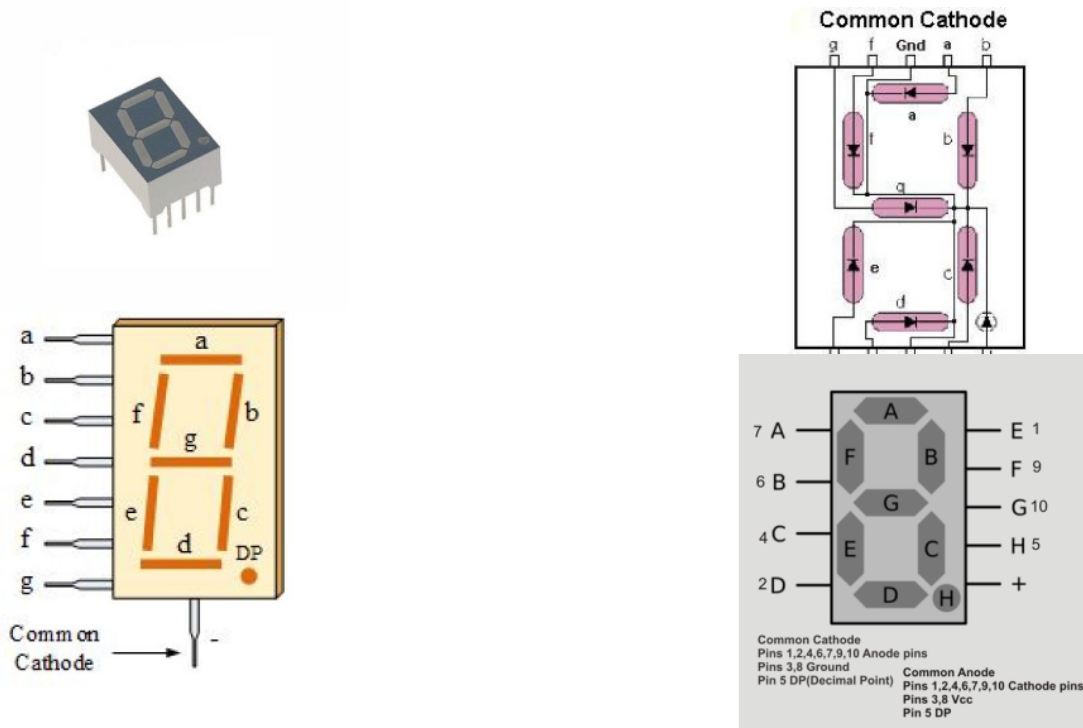 Common Cathode
g f Gnd a b
a
f
b
q
e
c
d
a
b
c
d
e
f
g
a
f
b
g
e
c
d
DP
Common
Cathode
-
7 A
6 B
4 C
2 D
E 1
F 9
G 10
H 5
+
A
F
B
G
E
C
D
H
Common Cathode
Pins 1,2,4,6,7,9,10 Anode pins
Pins 3,8 Ground
Pin 5 DP(Decimal Point)
Common Anode
Pins 1,2,4,6,7,9,10 Cathode pins
Pins 3,8 Vcc
Pin 5 DP